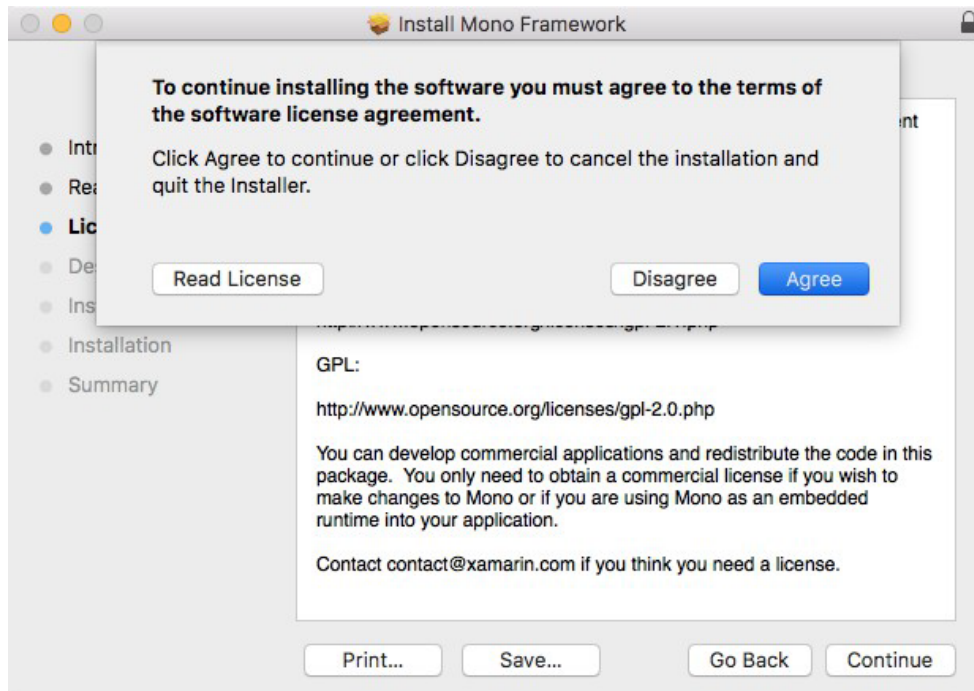 Install Mono Framework
To continue installing the software you must agree to the terms of
the software license agreement.
Click Agree to continue or click Disagree to cancel the installation and
quit the Installer.
Read License
Disagree
Agree
Installation
Summary
GPL:
http://www.opensource.org/licenses/gpl-2.0.php
You can develop commercial applications and redistribute the code in this
package.  You only need to obtain a commercial license if you wish to
make changes to Mono or if you are using Mono as an embedded
runtime into your application.
Contact contact@xamarin.com if you think you need a license.
Print...
Save...
Go Back
Continue